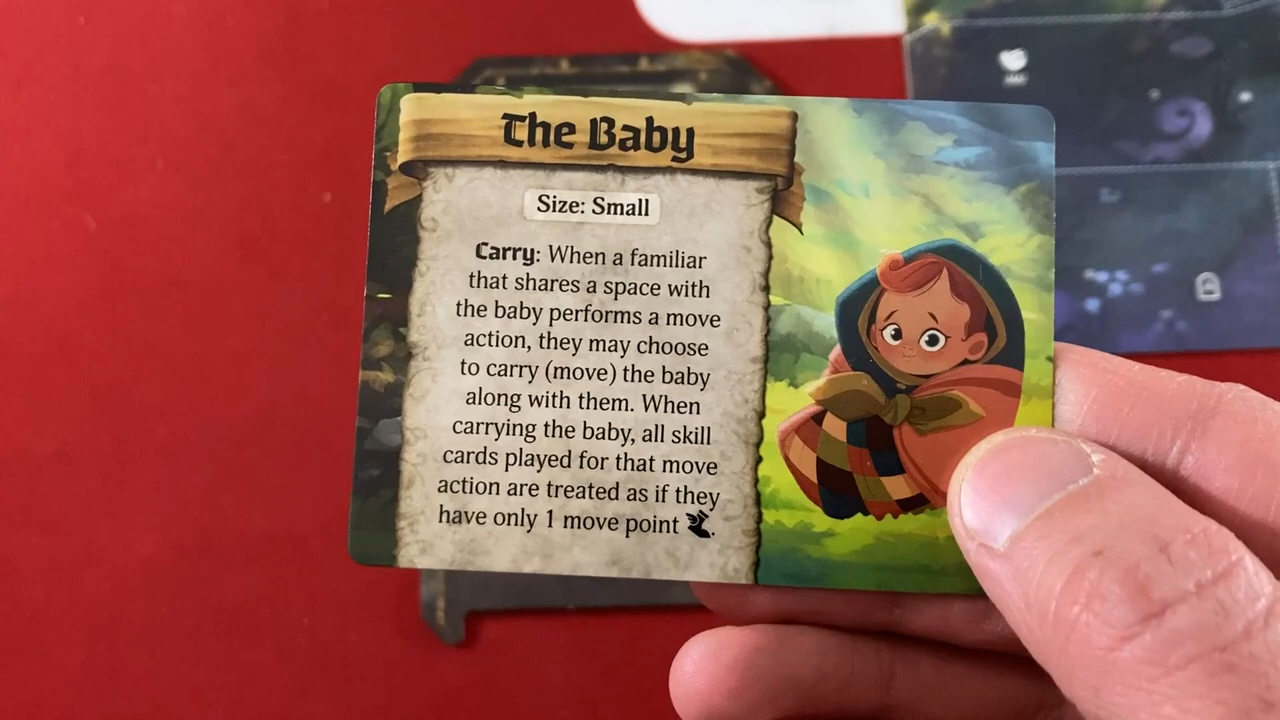 The Baby
Size: Small
Carry: When a familiar
that shares a space with
the baby performs a move
action, they may choose
to carry (move) the baby
along with them. When
carrying the baby, all skill
cards played for that move
action are treated as if they
have only 1 move point.